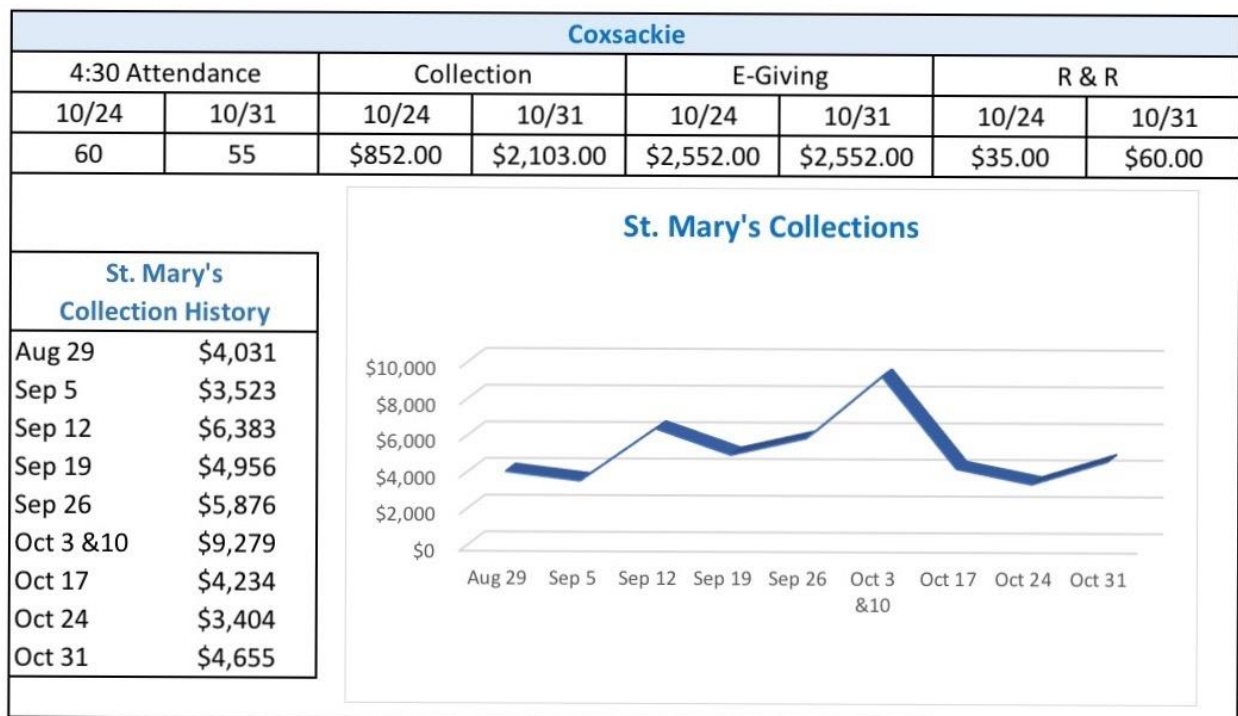 Coxsackie
4:30 Attendance Collection E-Giving R & R
10/24 10/31 10/24 10/31 10/24 10/31 10/24 10/31
60 55 $852.00 $2,103.00 $2,552.00 $2,552.00 $35.00 $60.00
St. Mary's
Collection History
Aug 29 $4,031
Sep 5 $3,523
Sep 12 $6,383
Sep 19 $4,956
Sep 26 $5,876
Oct 3 &10 $9,279
Oct 17 $4,234
Oct 24 $3,404
Oct 31 $4,655
St. Mary's Collections
$10,000
$8,000
$6,000
$4,000
$2,000
$0
Aug 29 Sep 5 Sep 12 Sep 19 Sep 26 Oct 3 Oct 17 Oct 24 Oct 31
&10